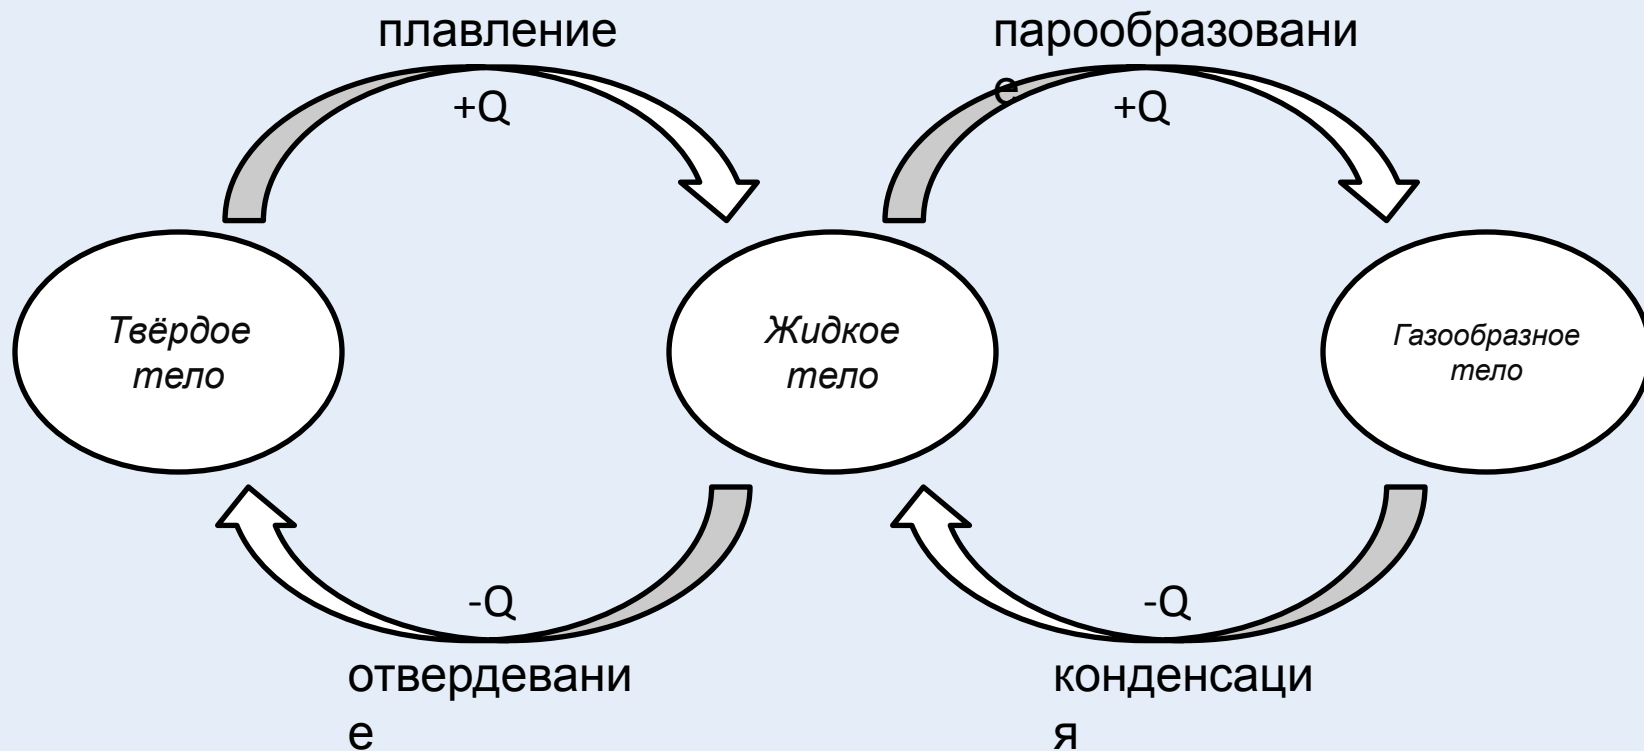 плавление
парообразовани
е
+Q
+Q
Твёрдое
тело
Жидкое
тело
Газообразное
тело
-Q
-Q
отвердевани
е
конденсаци
я